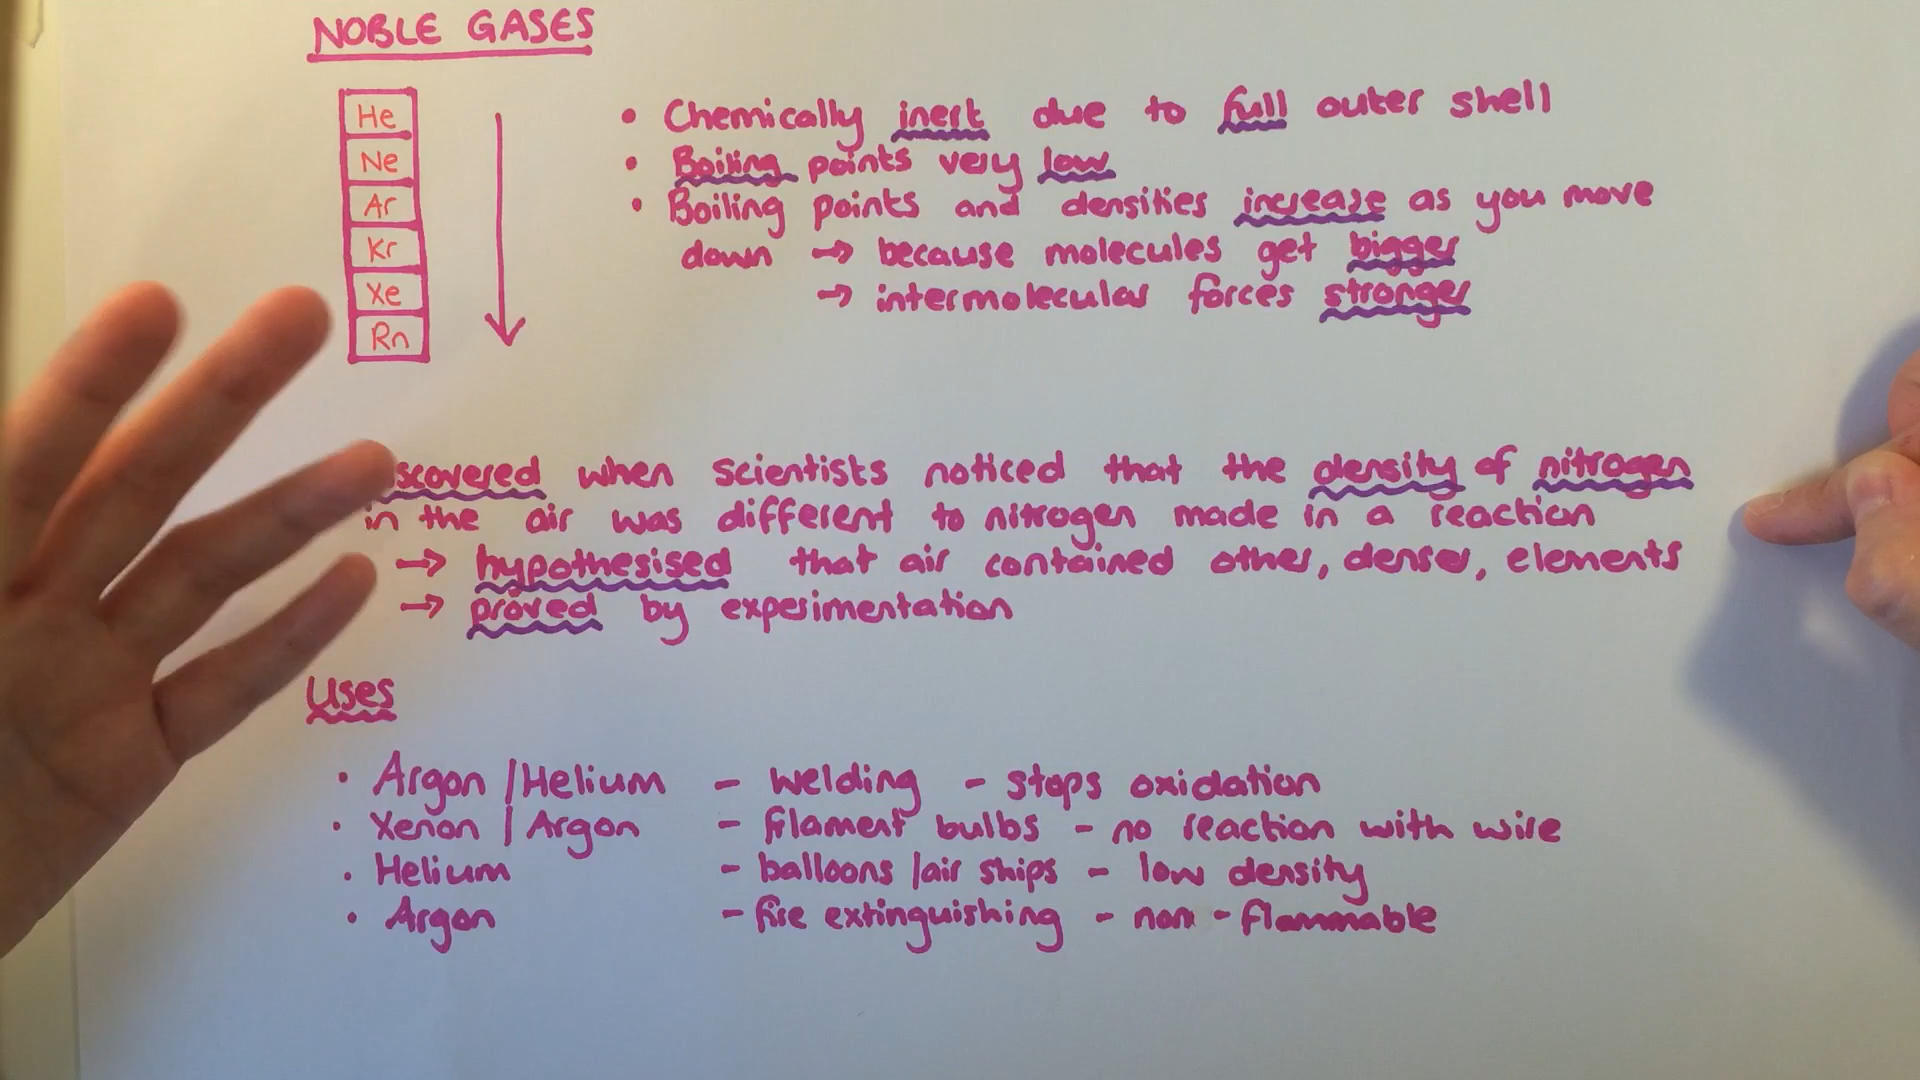 NOBLE GASES
He
Ne
Ar
Kr
Xe
Rn
• Chemically inert due to full outer shell
• Boiling points very low
• Boiling points and densities increase as you move
down → because molecules get bigger
→ intermolecular forces stronger
scovered when scientists noticed that the density of nitrogen
in the air was different to nitrogen made in a reaction
→ hypothesised that air contained other, denser, elements
→ proved by experimentation
Uses
• Argon / Helium - welding - stops oxidation
• Xenon / Argon - filament bulbs - no reaction with wire
• Helium - balloons / air ships - low density
• Argon - fire extinguishing - non-flammable